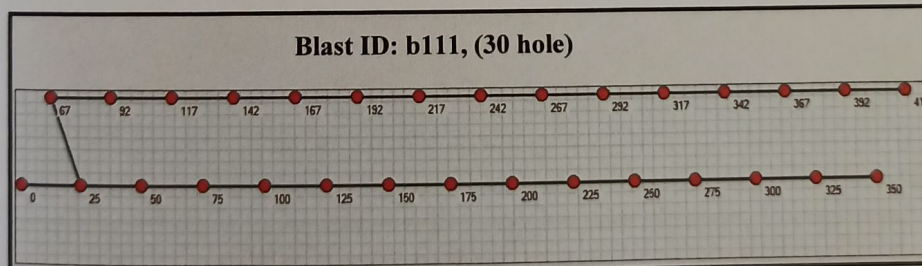 Blast ID: b111, (30 hole)
67 92 117 142 167 192 217 242 267 292 317 342 367 392
0 25 50 75 100 125 150 175 200 225 250 275 300 325 350